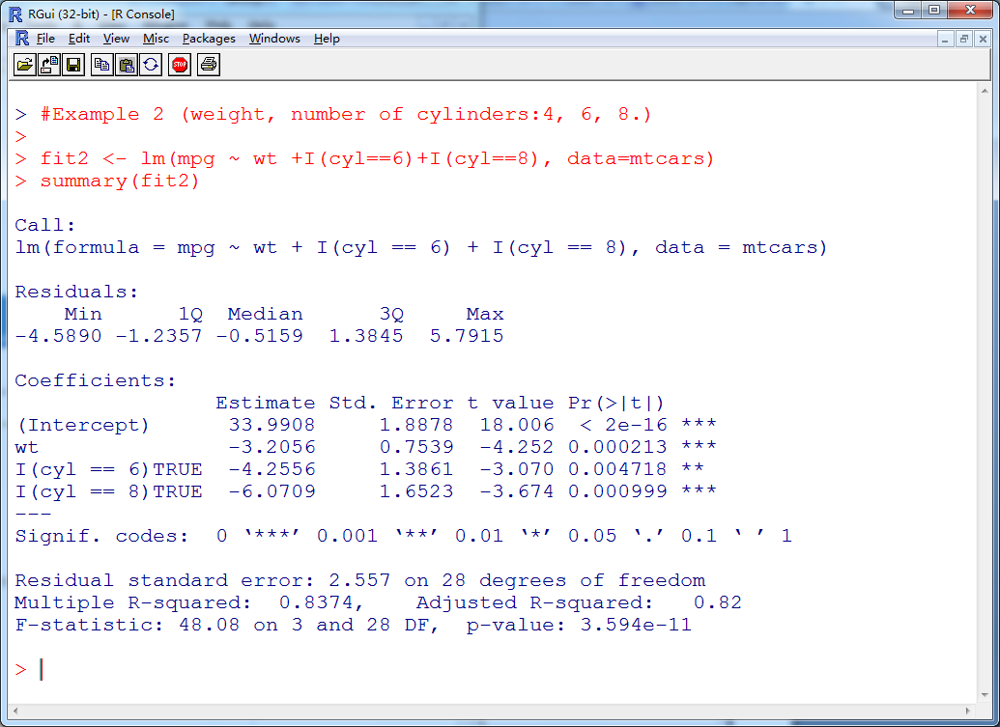 RGui (32-bit) - [R Console]
File Edit View Misc Packages Windows Help
STOP
> #Example 2 (weight, number of cylinders:4, 6, 8.)
>
> fit2 <- lm(mpg ~ wt +I(cyl==6)+I(cyl==8), data=mtcars)
> summary(fit2)
Call:
lm(formula = mpg ~ wt + I(cyl == 6) + I(cyl == 8), data = mtcars)
Residuals:
    Min      1Q  Median      3Q     Max
-4.5890 -1.2357 -0.5159  1.3845  5.7915
Coefficients:
                Estimate Std. Error t value Pr(>|t|)
(Intercept)      33.9908     1.8878  18.006  < 2e-16 ***
wt               -3.2056     0.7539  -4.252 0.000213 ***
I(cyl == 6)TRUE  -4.2556     1.3861  -3.070 0.004718 **
I(cyl == 8)TRUE  -6.0709     1.6523  -3.674 0.000999 ***
---
Signif. codes:  0 ‘***’ 0.001 ‘**’ 0.01 ‘*’ 0.05 ‘.’ 0.1 ‘ ’ 1
Residual standard error: 2.557 on 28 degrees of freedom
Multiple R-squared:  0.8374,    Adjusted R-squared:   0.82
F-statistic: 48.08 on 3 and 28 DF,  p-value: 3.594e-11
>